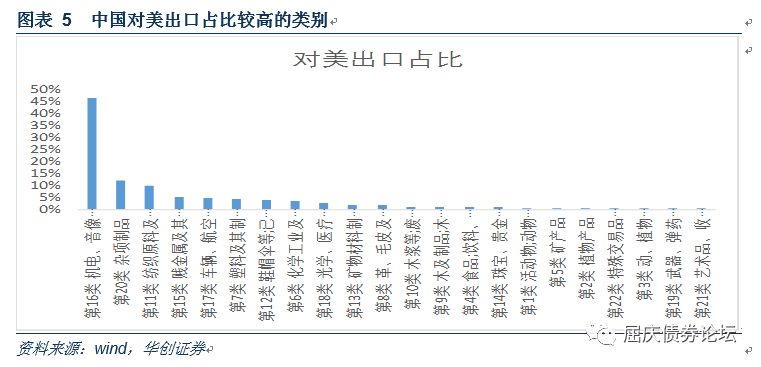 图表 5 中国对美出口占比较高的类别
对美出口占比
50%
45%
40%
35%
30%
25%
20%
15%
10%
5%
0%
第16类 机电、音像…
第20类 杂项制品
第11类 纺织原料及…
第15类 贱金属及其…
第17类 车辆、航空…
第7类 塑料及其制…
第12类 鞋帽伞等;已…
第6类 化学工业及…
第18类 光学、医疗…
第13类 矿物材料制…
第8类 革、毛皮及…
第10类 木浆等;废…
第9类 木及制品;木…
第4类 食品;饮料、…
第14类 珠宝、贵金…
第1类 活动物;动物…
第5类 矿产品
第2类 植物产品
第22类 特殊交易品…
第3类 动、植物…
第19类 武器、弹药…
第21类 艺术品、收…
屈庆债券论坛
资料来源：wind，华创证券